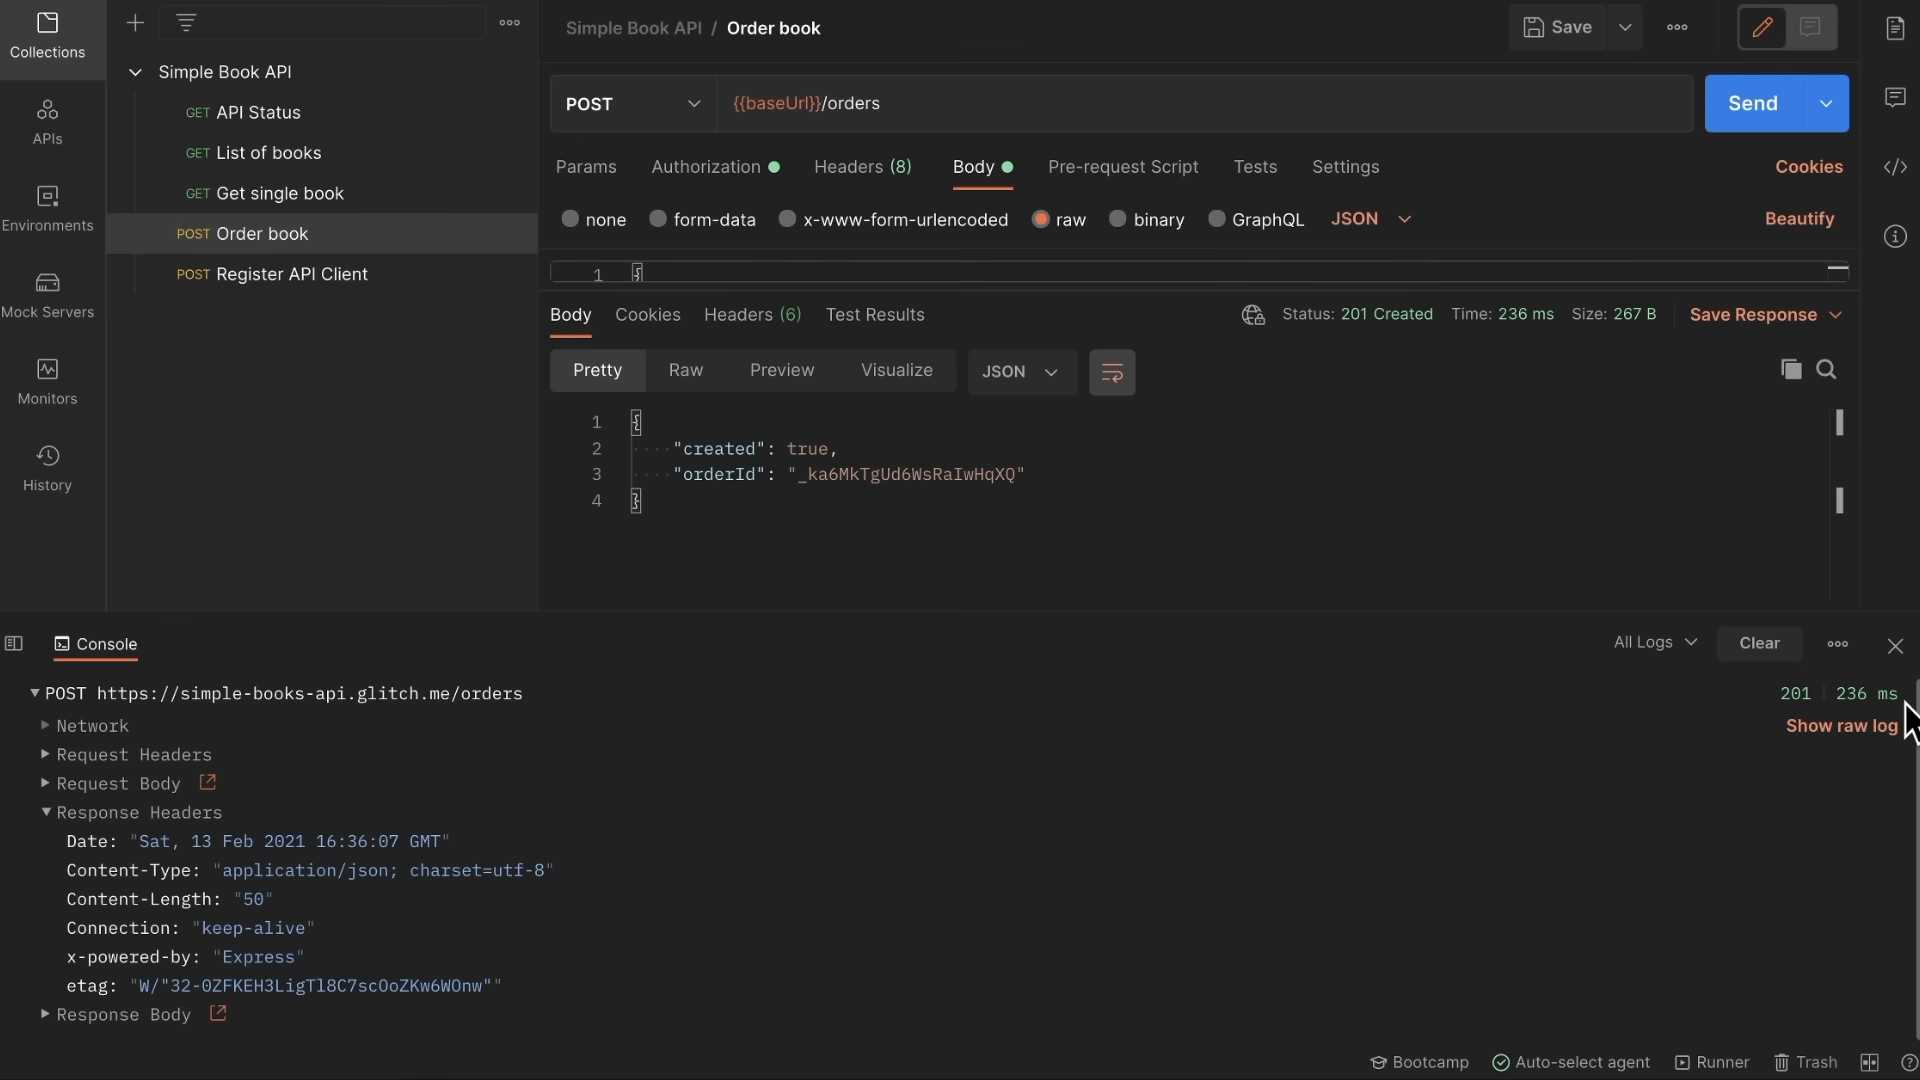 Collections
APIs
Environments
Mock Servers
Monitors
History
Simple Book API
GET API Status
GET List of books
GET Get single book
POST Order book
POST Register API Client
Simple Book API / Order book
Save
POST {{baseUrl}}/orders
Send
Params Authorization Headers (8) Body Pre-request Script Tests Settings Cookies
none form-data x-www-form-urlencoded raw binary GraphQL JSON Beautify
1 {
Body Cookies Headers (6) Test Results Status: 201 Created Time: 236 ms Size: 267 B Save Response
Pretty Raw Preview Visualize JSON
1 {
2 "created": true,
3 "orderId": "_ka6MkTgUd6WsRaIwHqXQ"
4 }
Console All Logs Clear
POST https://simple-books-api.glitch.me/orders 201 236 ms
Network Show raw log
Request Headers
Request Body
Response Headers
Date: "Sat, 13 Feb 2021 16:36:07 GMT"
Content-Type: "application/json; charset=utf-8"
Content-Length: "50"
Connection: "keep-alive"
x-powered-by: "Express"
etag: "W/"32-0ZFKEH3LigTl8C7scOoZKw6WOnw""
Response Body
Bootcamp Auto-select agent Runner Trash